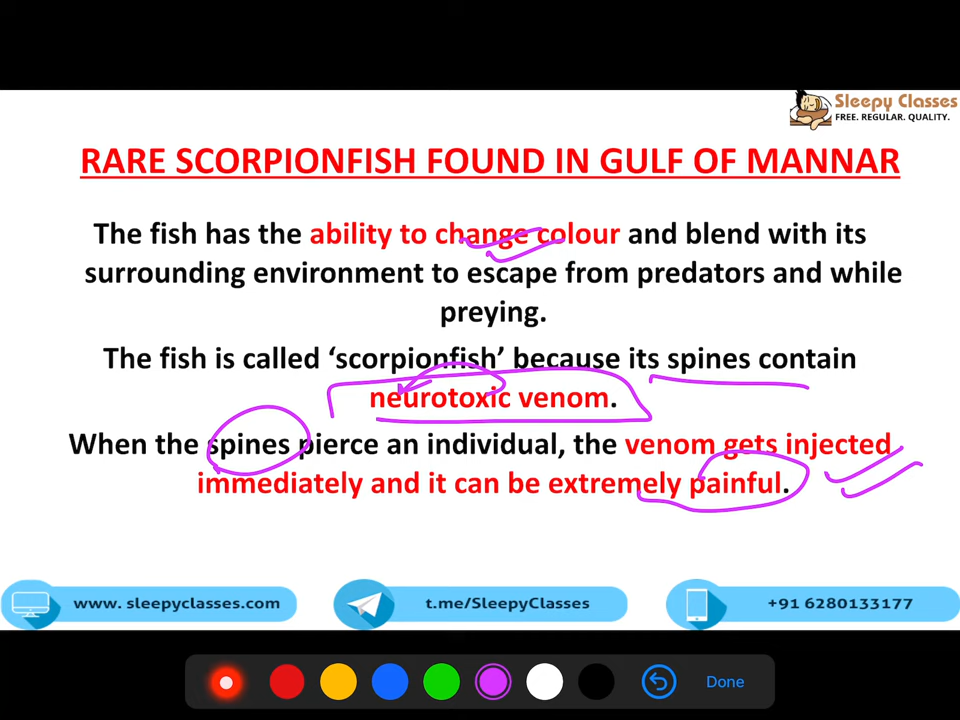 Sleepy Classes
FREE. REGULAR. QUALITY.
RARE SCORPIONFISH FOUND IN GULF OF MANNAR
The fish has the ability to change colour and blend with its
surrounding environment to escape from predators and while
preying.
The fish is called ‘scorpionfish’ because its spines contain
neurotoxic venom.
When the spines pierce an individual, the venom gets injected
immediately and it can be extremely painful.
www. sleepyclasses.com
t.me/SleepyClasses
+91 6280133177
Done